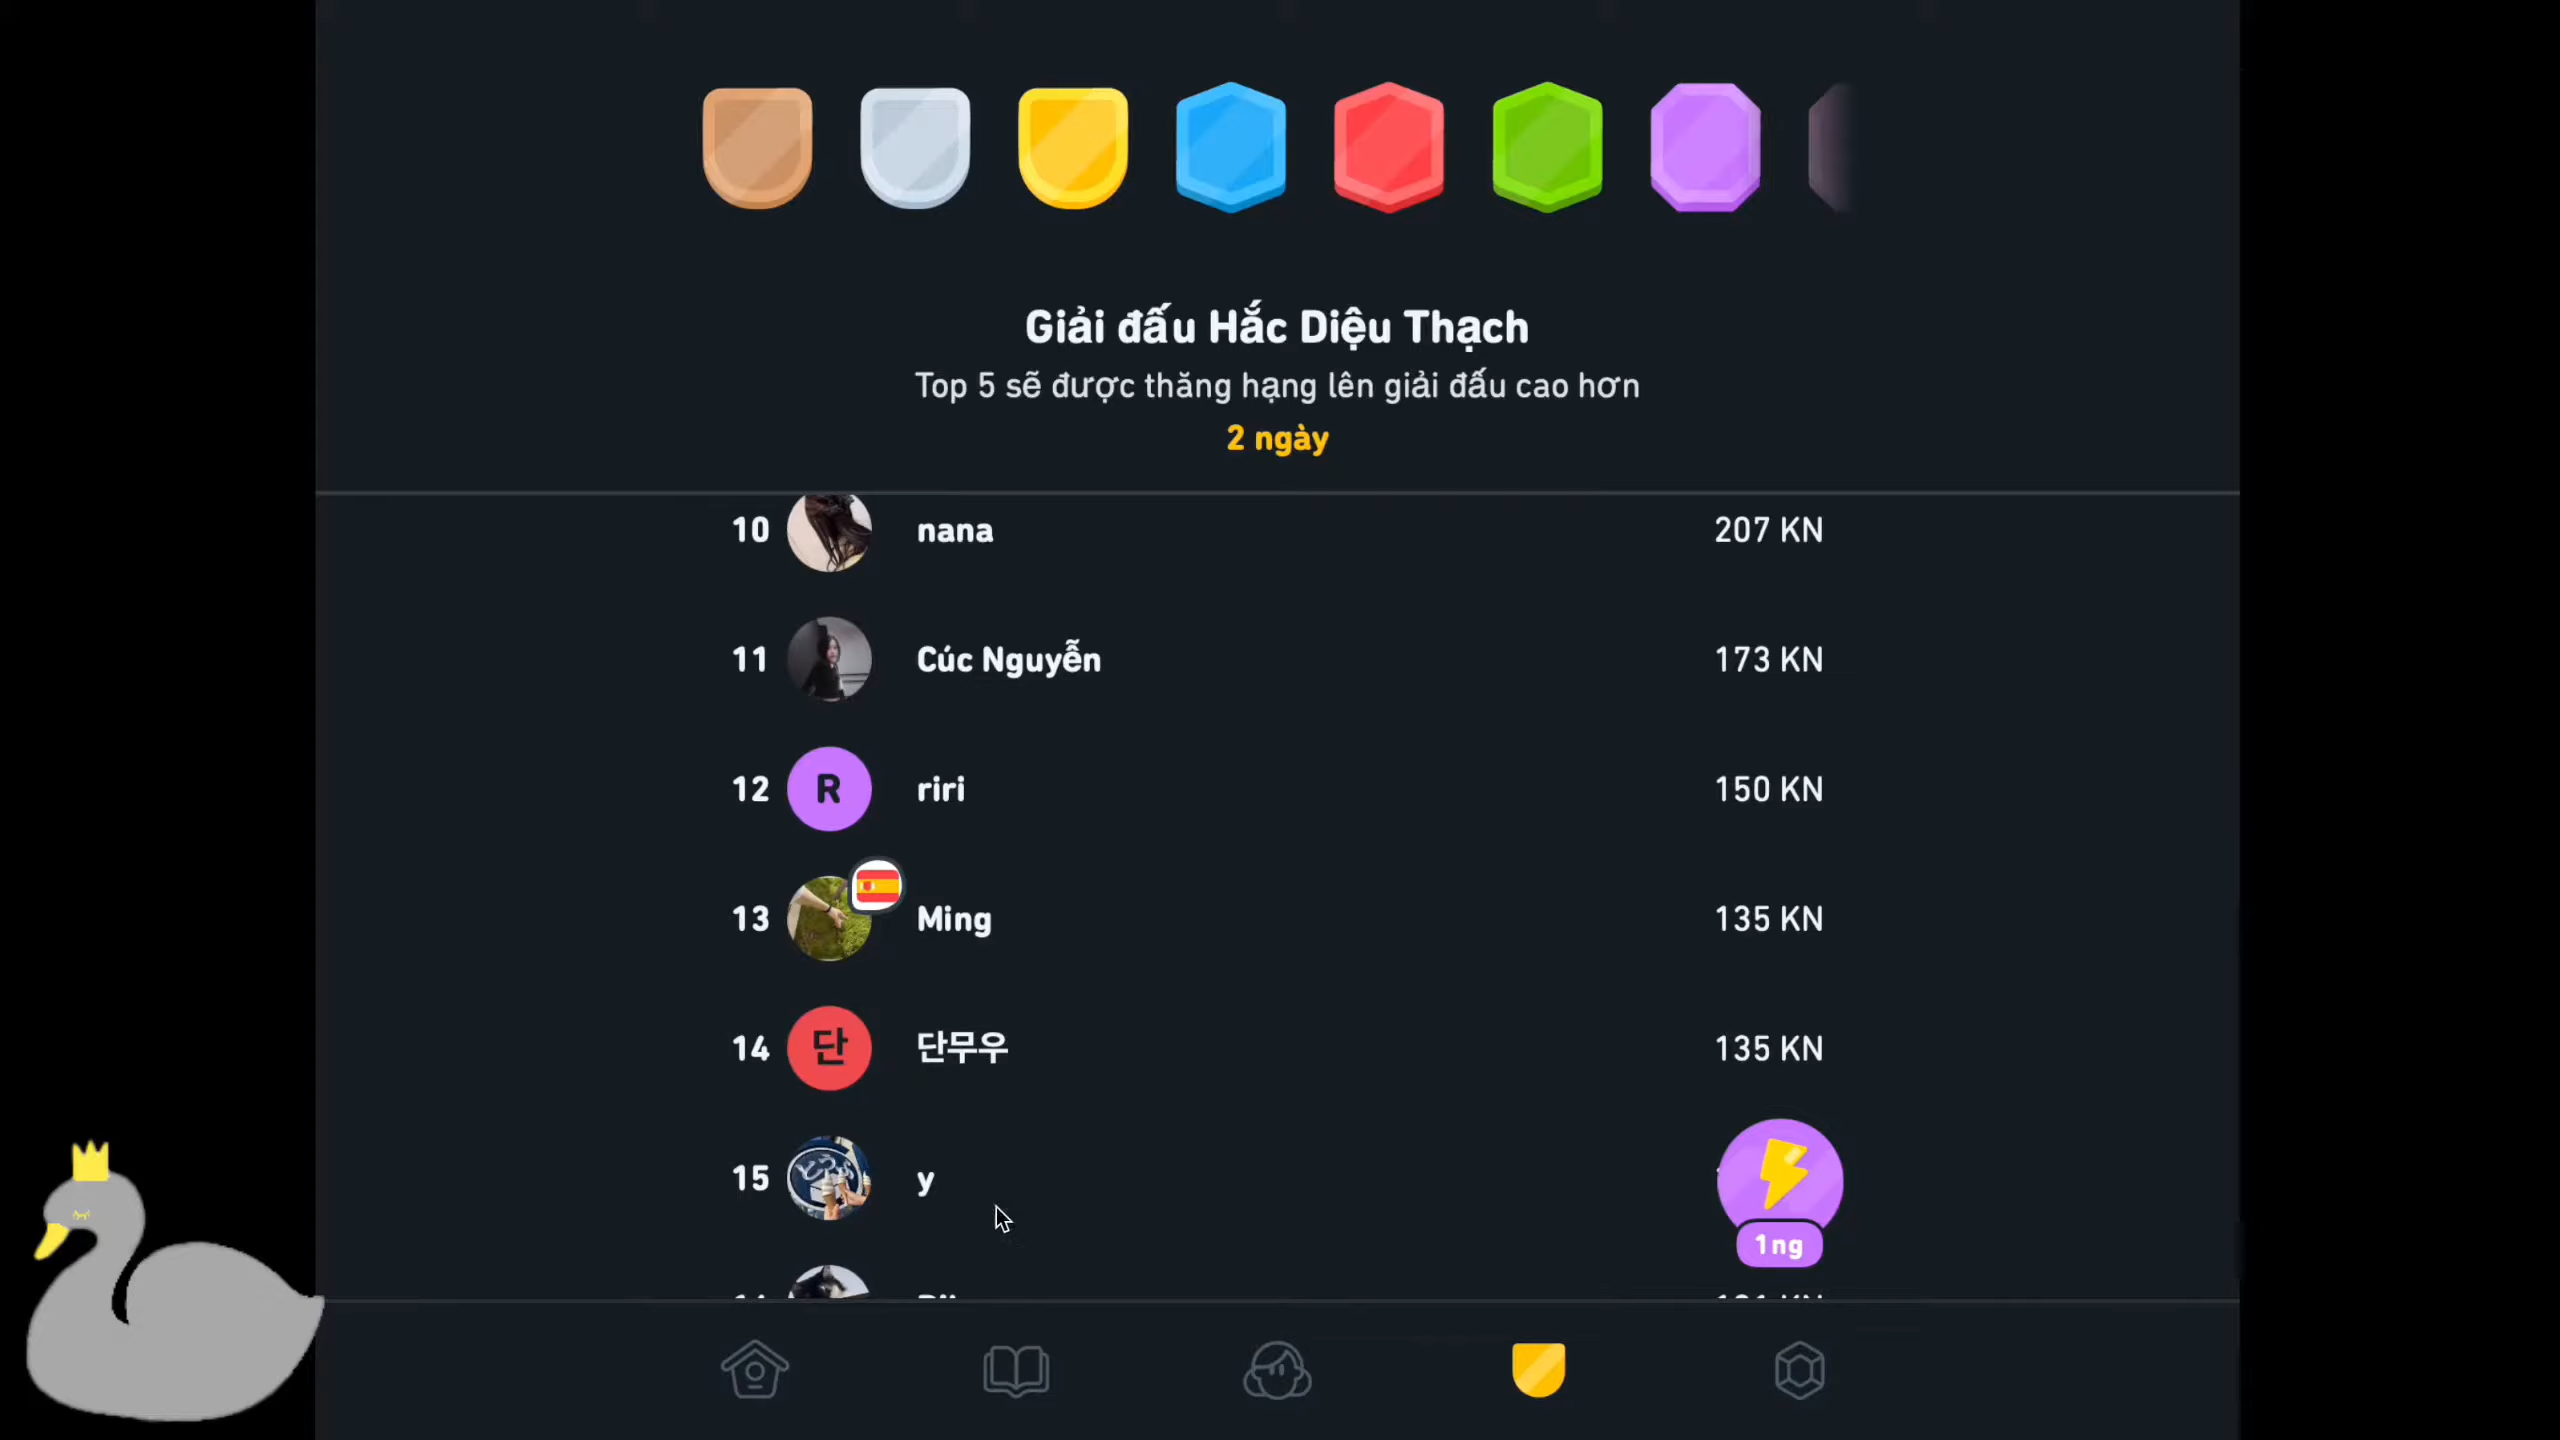 Giải đấu Hắc Diệu Thạch
Top 5 sẽ được thăng hạng lên giải đấu cao hơn
2 ngày
10 nana 207 KN
11 Cúc Nguyễn 173 KN
12 R riri 150 KN
13 Ming 135 KN
14 단 단무우 135 KN
15 y
1 ng